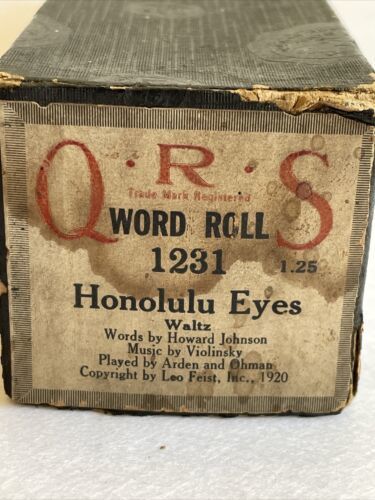 Q·R·S
Trade Mark Registered
WORD ROLL
1231 1.25
Honolulu Eyes
Waltz
Words by Howard Johnson
Music by Violinsky
Played by Arden and Ohman
Copyright by Leo Feist, Inc., 1920